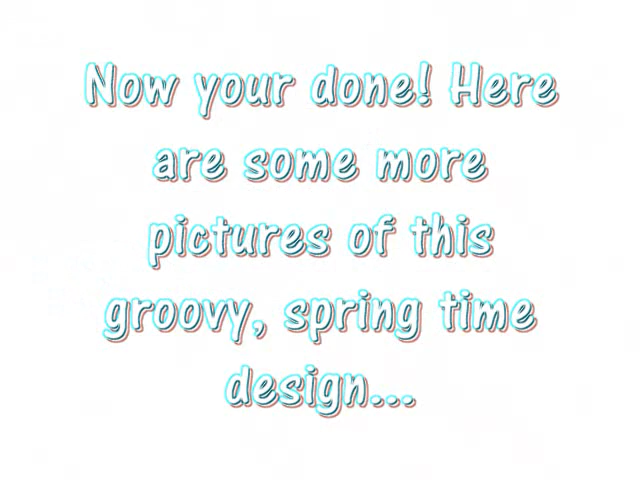 Now your done! Here
are some more
pictures of this
groovy, spring time
design...